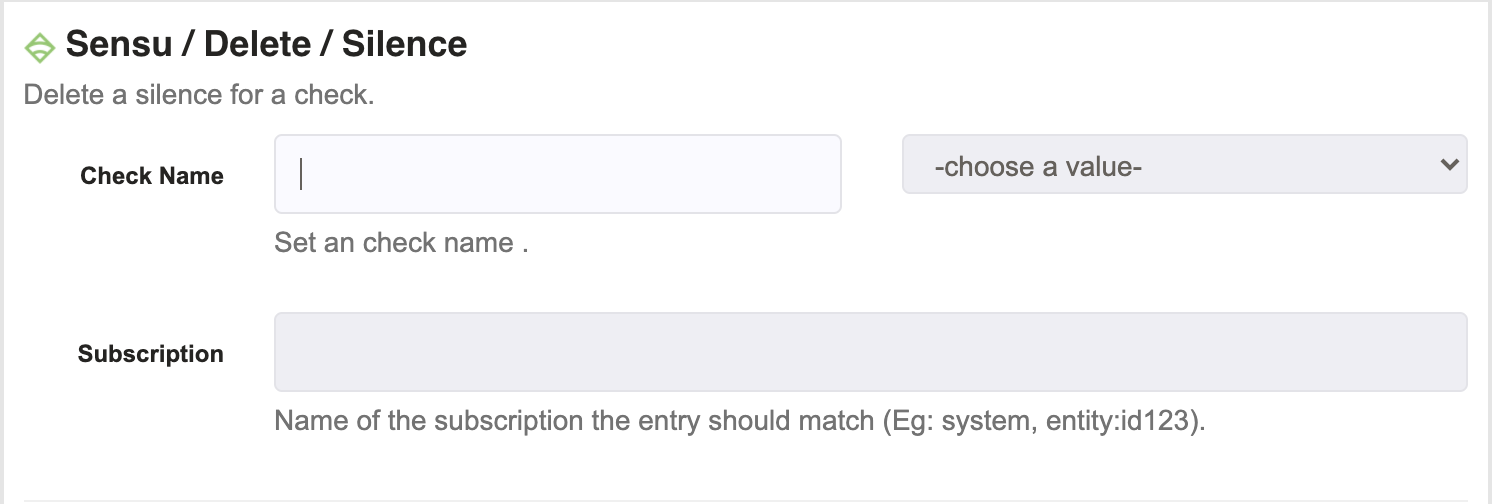 Sensu / Delete / Silence
Delete a silence for a check.
Check Name
-choose a value-
Set an check name .
Subscription
Name of the subscription the entry should match (Eg: system, entity:id123).